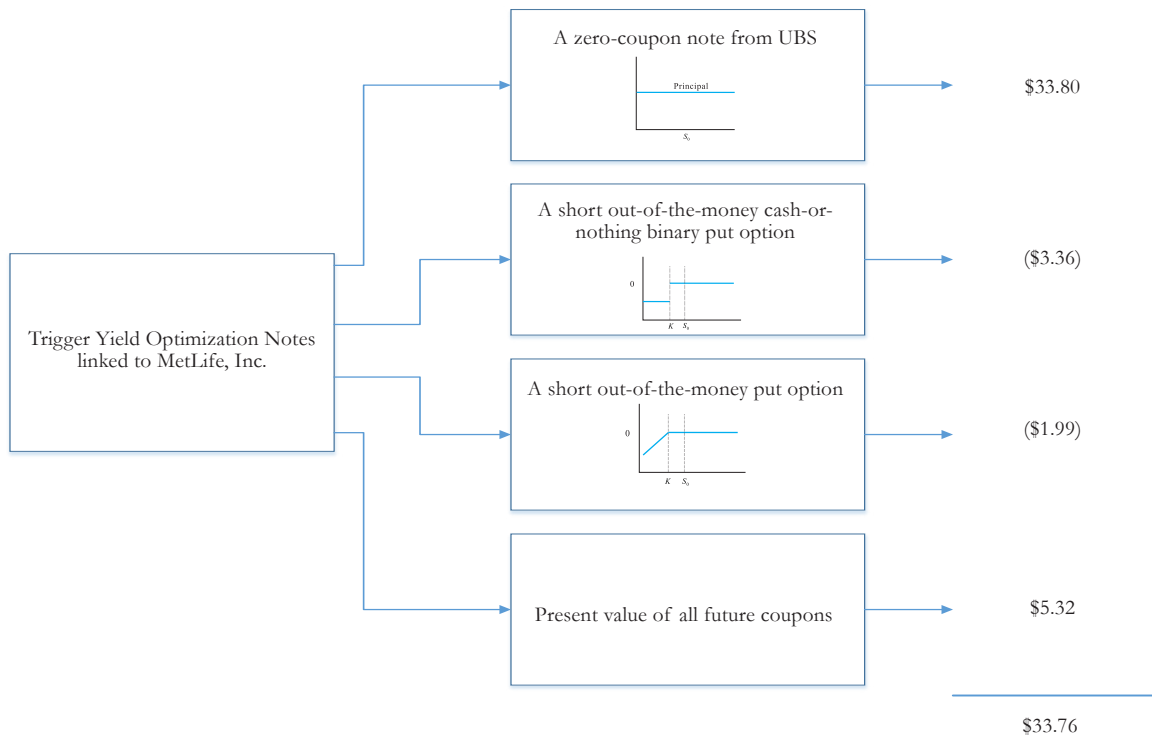 A zero-coupon note from UBS
Principal
S₀
$33.80
A short out-of-the-money cash-or-
nothing binary put option
0
K S₀
($3.36)
Trigger Yield Optimization Notes
linked to MetLife, Inc.
A short out-of-the-money put option
0
K S₀
($1.99)
Present value of all future coupons
$5.32
$33.76